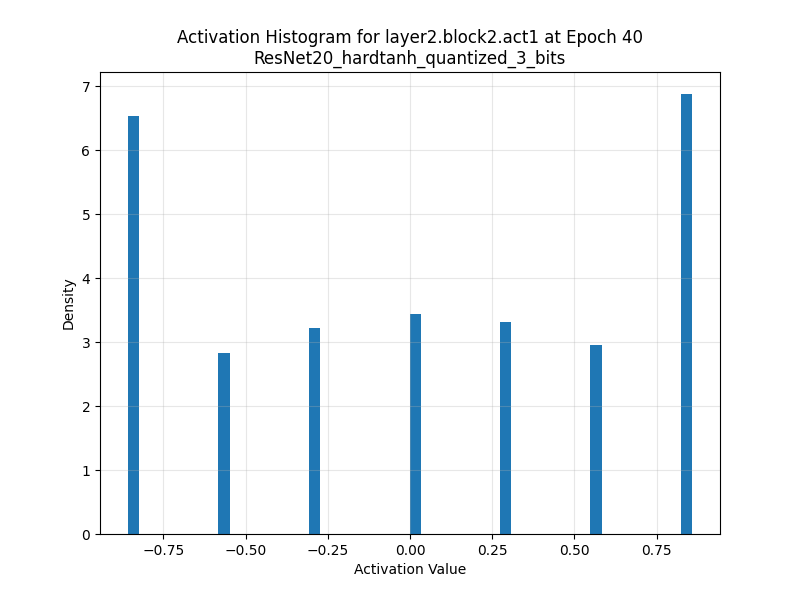 Activation Histogram for layer2.block2.act1 at Epoch 40
ResNet20_hardtanh_quantized_3_bits
7
6
5
4
3
2
1
0
Density
−0.75 −0.50 −0.25 0.00 0.25 0.50 0.75
Activation Value